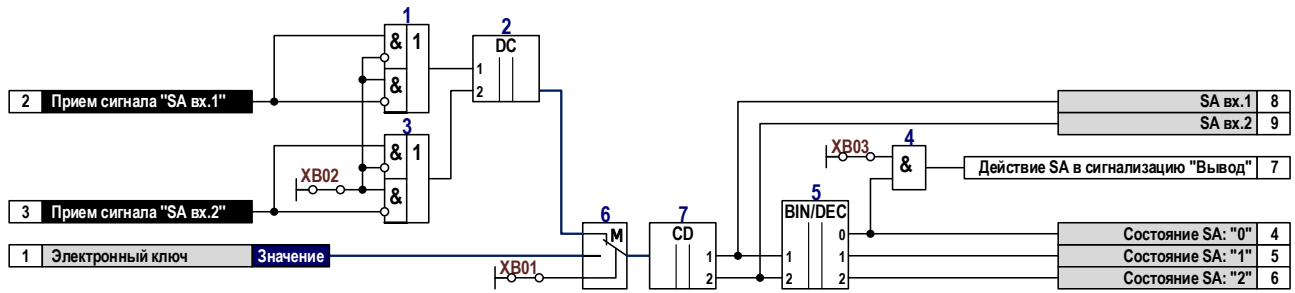 1
& 1
&
2
DC
1
2
2 Прием сигнала "SA вх.1"
SA вх.1 8
SA вх.2 9
3
& 1
&
XB02
XB03
4
&
Действие SA в сигнализацию "Вывод" 7
3 Прием сигнала "SA вх.2"
6
M
7
CD
1
2
5
BIN/DEC
0
1 1
2 2
Состояние SA: "0" 4
Состояние SA: "1" 5
Состояние SA: "2" 6
1 Электронный ключ Значение
XB01